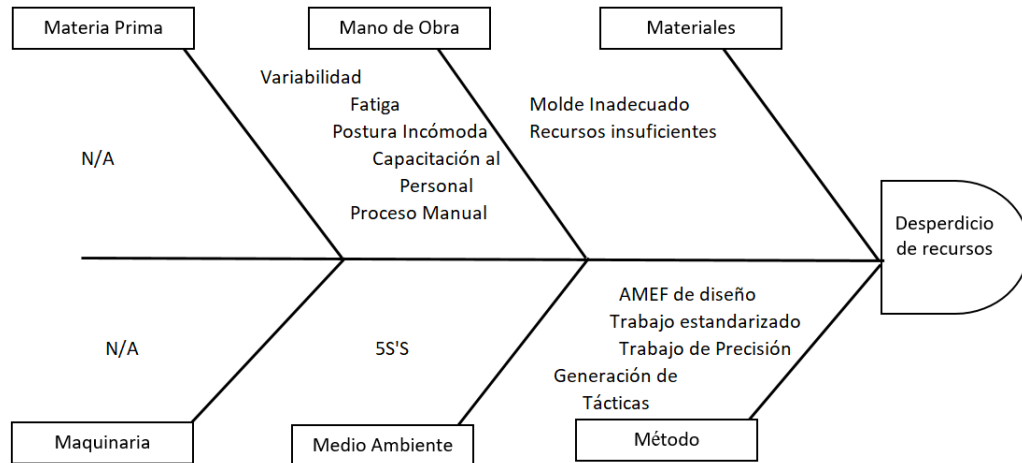 Materia Prima
Mano de Obra
Materiales
Variabilidad
Fatiga
Postura Incómoda
Capacitación al
Personal
Proceso Manual
Molde Inadecuado
Recursos insuficientes
N/A
Desperdicio
de recursos
N/A
5S'S
AMEF de diseño
Trabajo estandarizado
Trabajo de Precisión
Generación de
Tácticas
Maquinaria
Medio Ambiente
Método